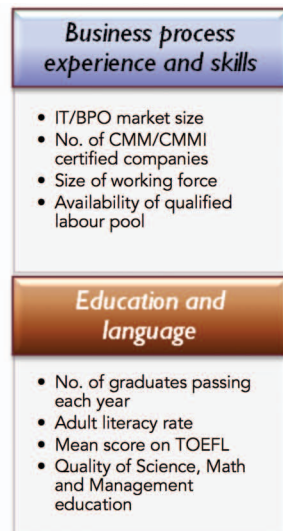 Business process
experience and skills
• IT/BPO market size
• No. of CMM/CMMI
certified companies
• Size of working force
• Availability of qualified
labour pool
Education and
language
• No. of graduates passing
each year
• Adult literacy rate
• Mean score on TOEFL
• Quality of Science, Math
and Management
education